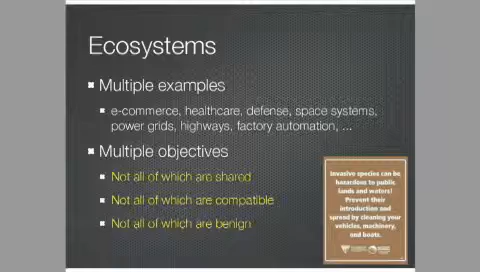 Ecosystems
Multiple examples
e-commerce, healthcare, defense, space systems,
power grids, highways, factory automation, ...
Multiple objectives
Not all of which are shared
Not all of which are compatible
Not all of which are benign
Invasive species can be
hazardous to public
lands and waters!
Prevent their
introduction and
spread by cleaning your
vehicles, machinery,
and boots.